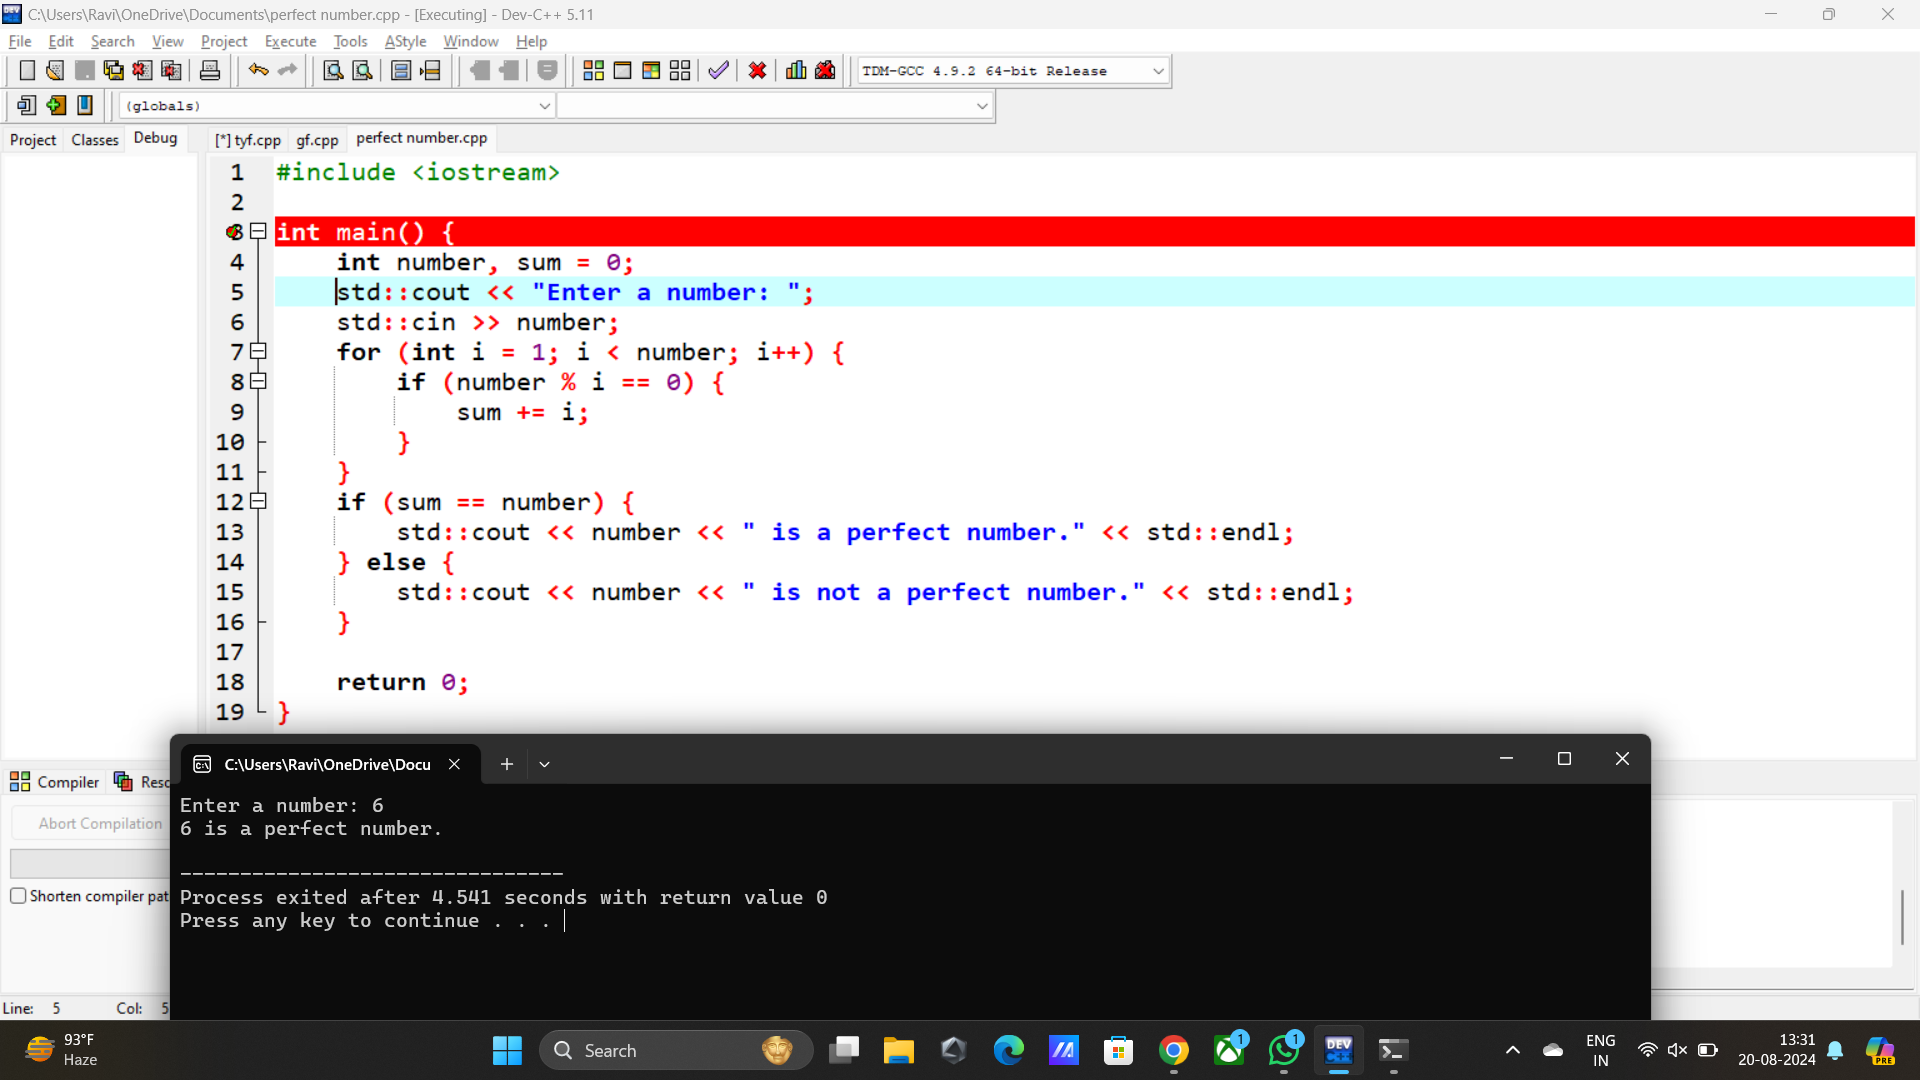 C:\Users\Ravi\OneDrive\Documents\perfect number.cpp - [Executing] - Dev-C++ 5.11
File Edit Search View Project Execute Tools AStyle Window Help
TDM-GCC 4.9.2 64-bit Release
(globals)
Project Classes Debug [*] tyf.cpp gf.cpp perfect number.cpp
1 #include <iostream>
2
3 int main() {
4 int number, sum = 0;
5 std::cout << "Enter a number: ";
6 std::cin >> number;
7 for (int i = 1; i < number; i++) {
8 if (number % i == 0) {
9 sum += i;
10 }
11 }
12 if (sum == number) {
13 std::cout << number << " is a perfect number." << std::endl;
14 } else {
15 std::cout << number << " is not a perfect number." << std::endl;
16 }
17
18 return 0;
19 }
C:\Users\Ravi\OneDrive\Docu
Compiler Resc
Enter a number: 6
6 is a perfect number.
Abort Compilation
--------------------------------
Shorten compiler pat
Process exited after 4.541 seconds with return value 0
Press any key to continue . . .
Line: 5 Col: 5
93°F
Haze
Search
1
1
DEV
C++
ENG
IN
13:31
20-08-2024
PRE